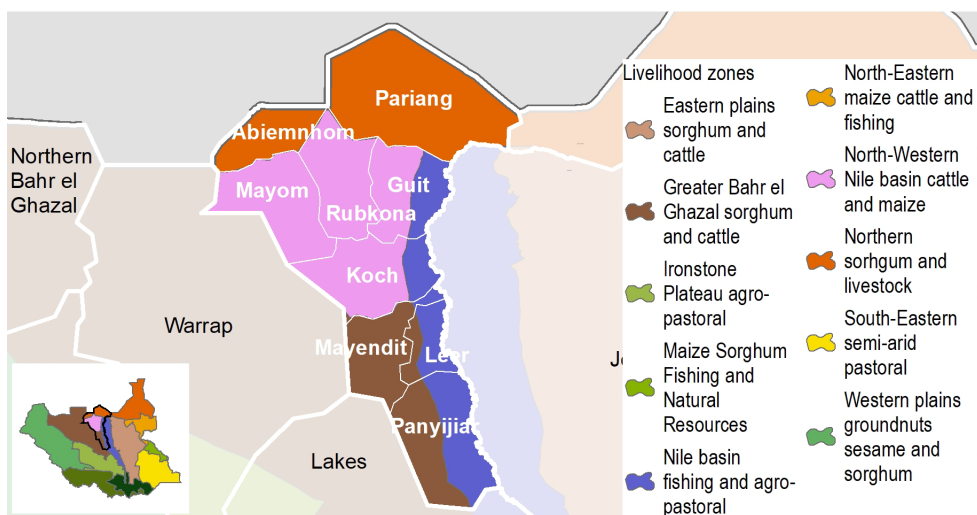 Pariang
Abiemnhom
Northern
Bahr el
Ghazal
Mayom
Guit
Rubkona
Koch
Warrap
Mayendit
Leer
Panyijiar
Lakes
Livelihood zones
Eastern plains
sorghum and
cattle
Greater Bahr el
Ghazal sorghum
and cattle
Ironstone
Plateau agro-
pastoral
Maize Sorghum
Fishing and
Natural
Resources
Nile basin
fishing and agro-
pastoral
North-Eastern
maize cattle and
fishing
North-Western
Nile basin cattle
and maize
Northern
sorhgum and
livestock
South-Eastern
semi-arid
pastoral
Western plains
groundnuts
sesame and
sorghum